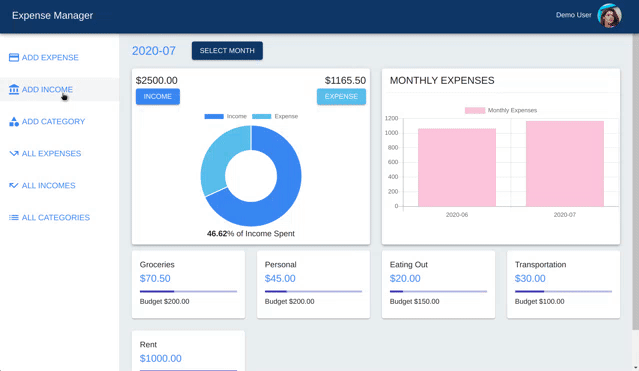 Expense Manager
Demo User
ADD EXPENSE
ADD INCOME
ADD CATEGORY
ALL EXPENSES
ALL INCOMES
ALL CATEGORIES
2020-07
SELECT MONTH
$2500.00
$1165.50
INCOME
EXPENSE
Income
Expense
46.62% of Income Spent
MONTHLY EXPENSES
Monthly Expenses
1200
1000
800
600
400
200
0
2020-06
2020-07
Groceries
$70.50
Budget $200.00
Personal
$45.00
Budget $200.00
Eating Out
$20.00
Budget $150.00
Transportation
$30.00
Budget $100.00
Rent
$1000.00